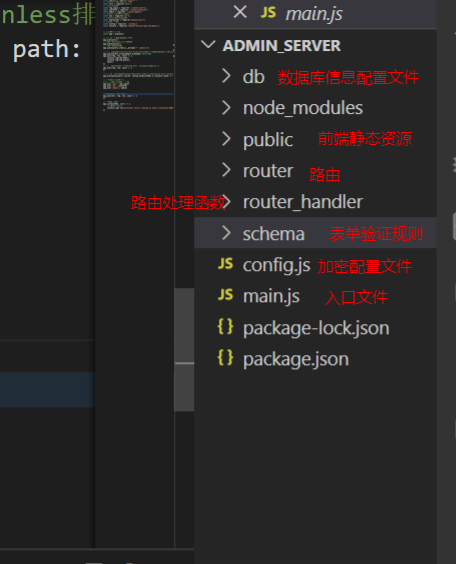 nless排
path:
JS main.js
ADMIN_SERVER
db 数据库信息配置文件
node_modules
public 前端静态资源
router 路由
路由处理函数 router_handler
schema 表单验证规则
JS config.js 加密配置文件
JS main.js 入口文件
{} package-lock.json
{} package.json